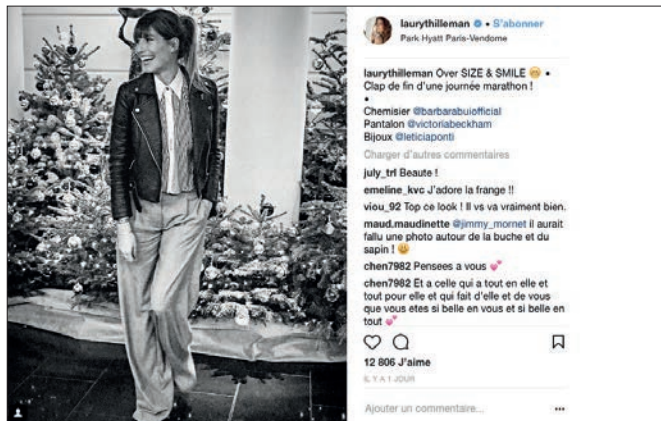 laurythilleman • S'abonner
Park Hyatt Paris-Vendome
laurythilleman Over SIZE & SMILE 🤭 •
Clap de fin d'une journée marathon !
•
Chemisier @barbarabuiofficial
Pantalon @victoriabeckham
Bijoux @leticiaponti
Charger d'autres commentaires
july_trl Beaute !
emeline_kvc J'adore la frange !!
viou_92 Top ce look ! Il vs va vraiment bien.
maud.maudinette @jimmy_mornet il aurait
fallu une photo autour de la buche et du
sapin ! 😄
chen7982 Pensees a vous 💕
chen7982 Et a celle qui a tout en elle et
tout pour elle et qui fait d'elle et de vous
que vous etes si belle en vous et si belle en
tout 💕
12 806 J'aime
IL Y A 1 JOUR
Ajouter un commentaire...